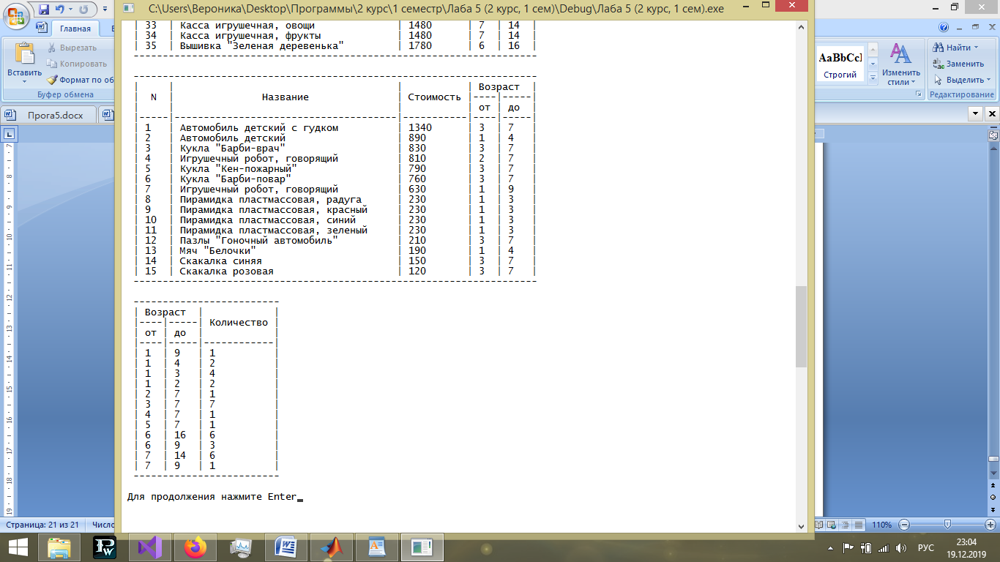 C:\Users\Вероника\Desktop\Программы\2 курс\1 семестр\Лаба 5 (2 курс, 1 сем)\Debug\Лаба 5 (2 курс, 1 сем).exe
Главная
Вставить
Вырезать
Копировать
Формат по об
Буфер обмена
AaBbCcI
Строгий
Изменить стили
Найти
Заменить
Выделить
Редактирование
Прога5.docx
| 33 | Касса игрушечная, овощи | 1480 | 7 | 14 |
| 34 | Касса игрушечная, фрукты | 1480 | 7 | 14 |
| 35 | Вышивка "Зеленая деревенька" | 1780 | 6 | 16 |
| N | Название | Стоимость | Возраст |
| от | до |
| 1 | Автомобиль детский с гудком | 1340 | 3 | 7 |
| 2 | Автомобиль детский | 890 | 1 | 4 |
| 3 | Кукла "Барби-врач" | 830 | 3 | 7 |
| 4 | Игрушечный робот, говорящий | 810 | 2 | 7 |
| 5 | Кукла "Кен-пожарный" | 790 | 3 | 7 |
| 6 | Кукла "Барби-повар" | 760 | 3 | 7 |
| 7 | Игрушечный робот, говорящий | 630 | 1 | 9 |
| 8 | Пирамидка пластмассовая, радуга | 230 | 1 | 3 |
| 9 | Пирамидка пластмассовая, красный | 230 | 1 | 3 |
| 10 | Пирамидка пластмассовая, синий | 230 | 1 | 3 |
| 11 | Пирамидка пластмассовая, зеленый | 230 | 1 | 3 |
| 12 | Пазлы "Гоночный автомобиль" | 210 | 3 | 7 |
| 13 | Мяч "Белочки" | 190 | 1 | 4 |
| 14 | Скакалка синяя | 150 | 3 | 7 |
| 15 | Скакалка розовая | 120 | 3 | 7 |
| Возраст | Количество |
| от | до |
| 1 | 9 | 1 |
| 1 | 4 | 2 |
| 1 | 3 | 4 |
| 1 | 2 | 2 |
| 2 | 7 | 1 |
| 3 | 7 | 7 |
| 4 | 7 | 1 |
| 5 | 7 | 1 |
| 6 | 16 | 6 |
| 6 | 9 | 3 |
| 7 | 14 | 6 |
| 7 | 9 | 1 |
Для продолжения нажмите Enter
Страница: 21 из 21
Число
110%
РУС
23:04
19.12.2019